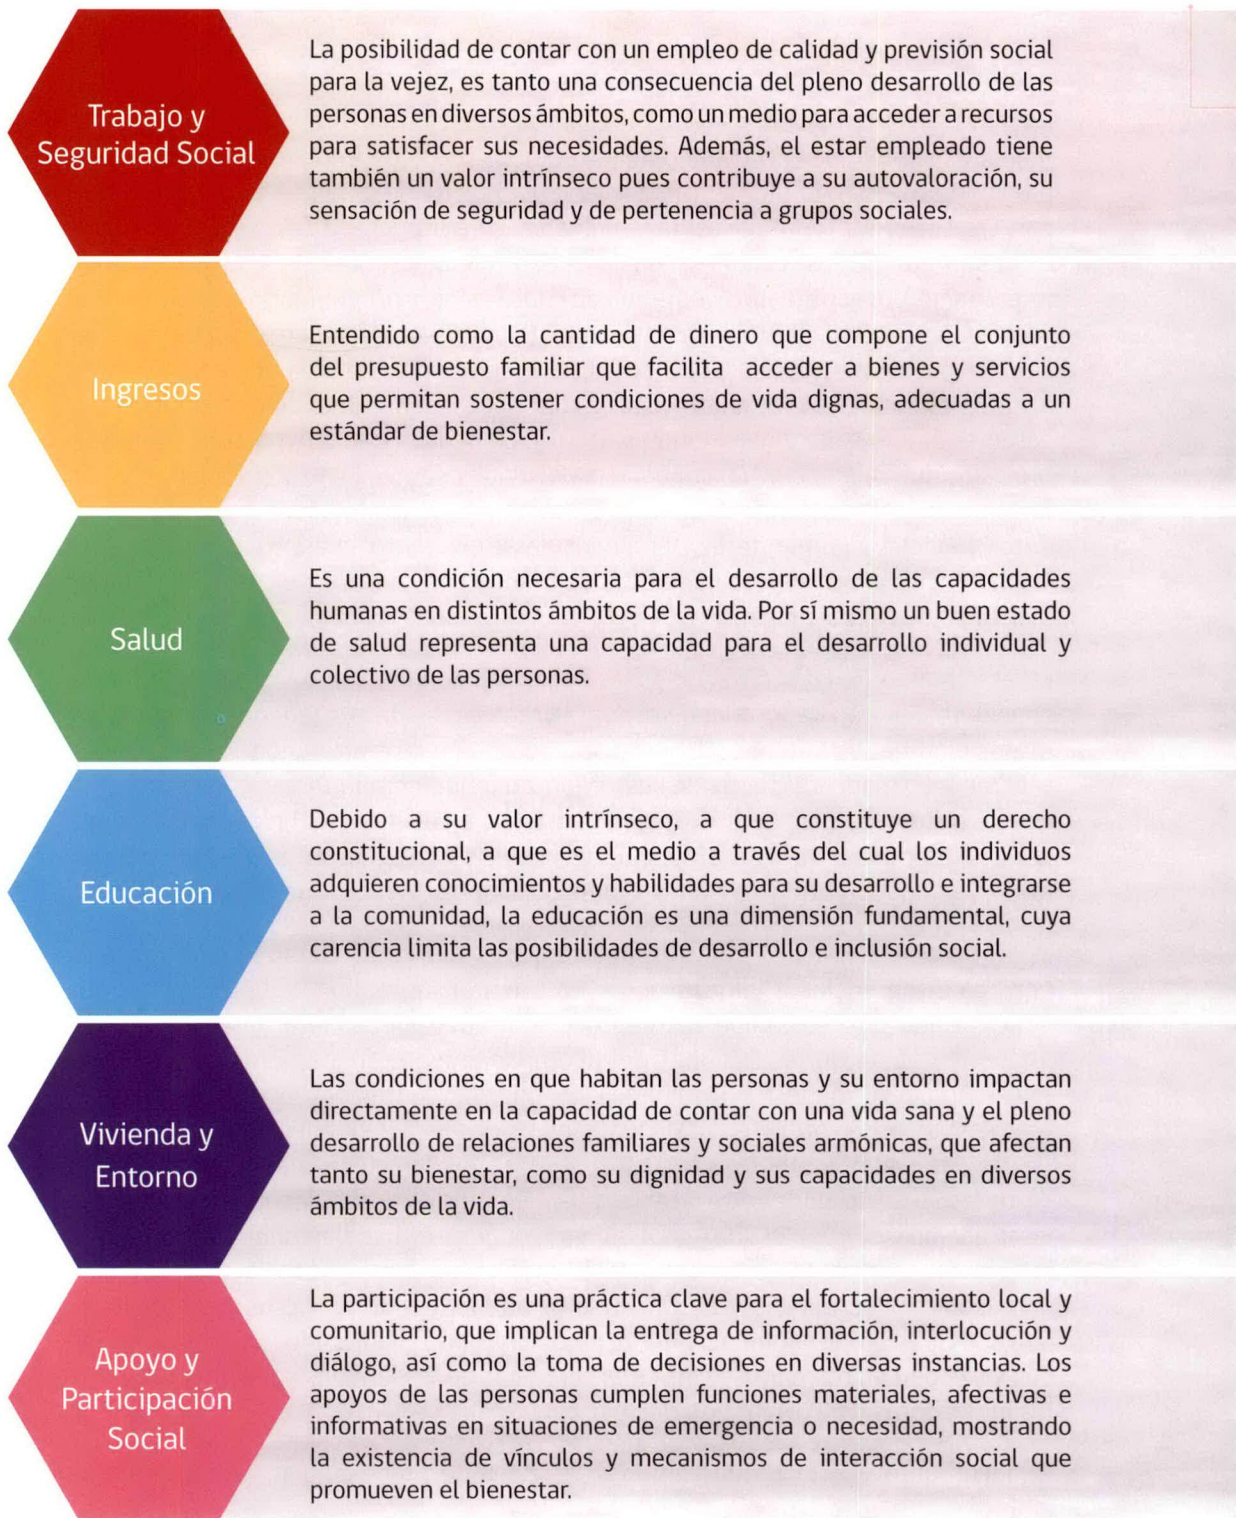 Trabajo y
Seguridad Social
La posibilidad de contar con un empleo de calidad y previsión social
para la vejez, es tanto una consecuencia del pleno desarrollo de las
personas en diversos ámbitos, como un medio para acceder a recursos
para satisfacer sus necesidades. Además, el estar empleado tiene
también un valor intrínseco pues contribuye a su autovaloración, su
sensación de seguridad y de pertenencia a grupos sociales.
Ingresos
Entendido como la cantidad de dinero que compone el conjunto
del presupuesto familiar que facilita acceder a bienes y servicios
que permitan sostener condiciones de vida dignas, adecuadas a un
estándar de bienestar.
Salud
Es una condición necesaria para el desarrollo de las capacidades
humanas en distintos ámbitos de la vida. Por sí mismo un buen estado
de salud representa una capacidad para el desarrollo individual y
colectivo de las personas.
Educación
Debido a su valor intrínseco, a que constituye un derecho
constitucional, a que es el medio a través del cual los individuos
adquieren conocimientos y habilidades para su desarrollo e integrarse
a la comunidad, la educación es una dimensión fundamental, cuya
carencia limita las posibilidades de desarrollo e inclusión social.
Vivienda y
Entorno
Las condiciones en que habitan las personas y su entorno impactan
directamente en la capacidad de contar con una vida sana y el pleno
desarrollo de relaciones familiares y sociales armónicas, que afectan
tanto su bienestar, como su dignidad y sus capacidades en diversos
ámbitos de la vida.
Apoyo y
Participación
Social
La participación es una práctica clave para el fortalecimiento local y
comunitario, que implican la entrega de información, interlocución y
diálogo, así como la toma de decisiones en diversas instancias. Los
apoyos de las personas cumplen funciones materiales, afectivas e
informativas en situaciones de emergencia o necesidad, mostrando
la existencia de vínculos y mecanismos de interacción social que
promueven el bienestar.